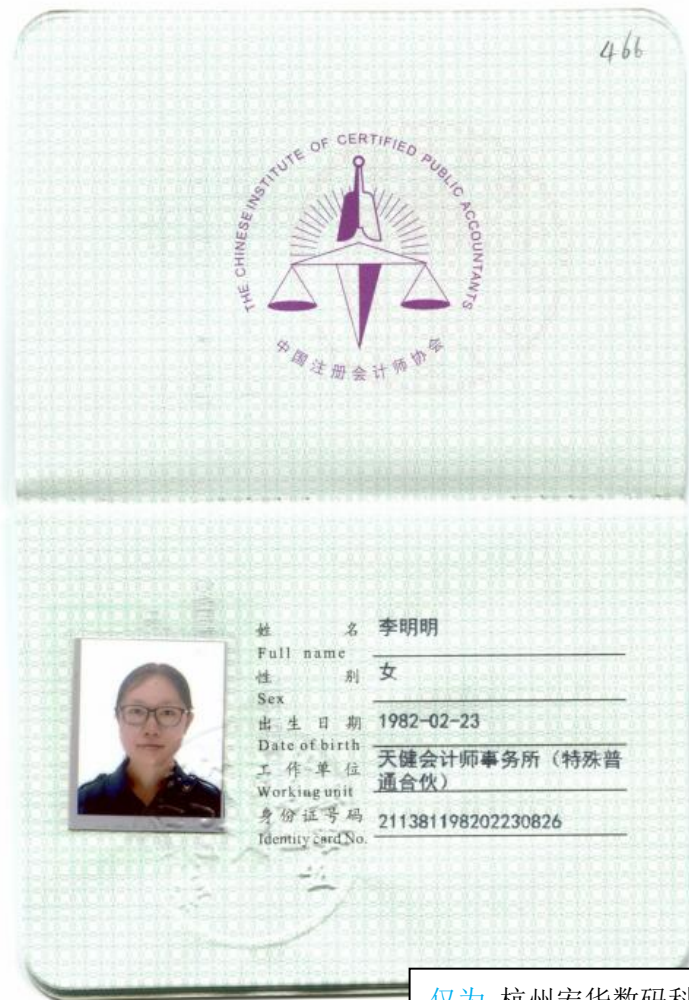 466
THE CHINESE INSTITUTE OF CERTIFIED PUBLIC ACCOUNTANTS
中国注册会计师协会
姓 名 李明明
Full name
性 别 女
Sex
出生日期 1982-02-23
Date of birth
工作单位 天健会计师事务所（特殊普
Working unit 通合伙）
身份证号码 211381198202230826
Identity card No.
仅为 杭州宏华数码科